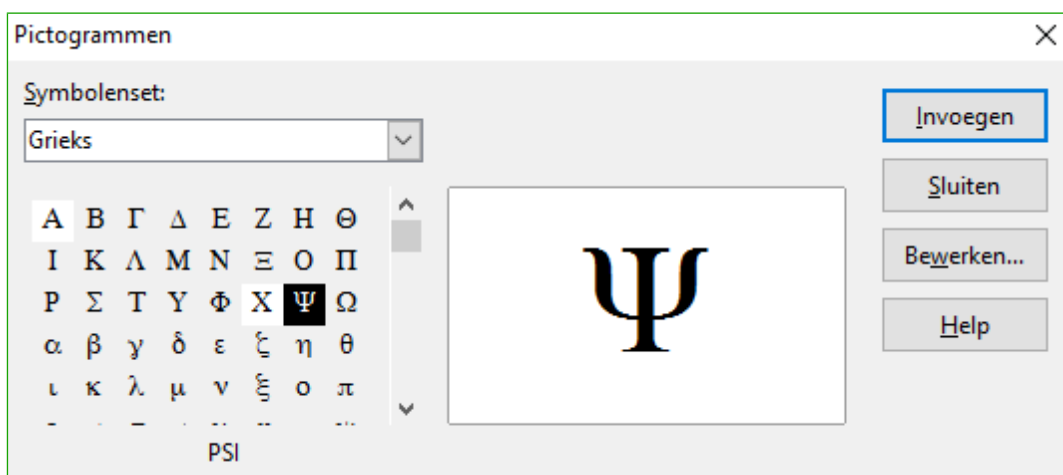 Pictogrammen
Symbolenset:
Grieks
Α Β Γ Δ Ε Ζ Η Θ
Ι Κ Λ Μ Ν Ξ Ο Π
Ρ Σ Τ Υ Φ Χ Ψ Ω
α β γ δ ε ζ η θ
ι κ λ μ ν ξ ο π
PSI
Ψ
Invoegen
Sluiten
Bewerken...
Help